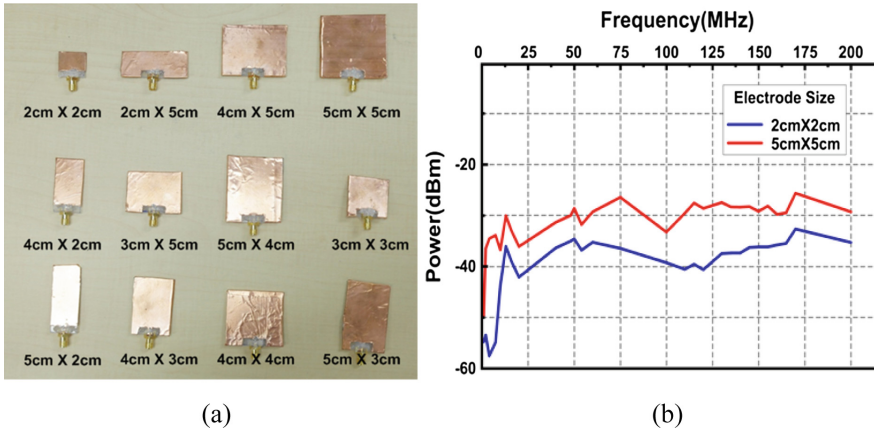 2cm X 2cm 2cm X 5cm 4cm X 5cm 5cm X 5cm
4cm X 2cm 3cm X 5cm 5cm X 4cm 3cm X 3cm
5cm X 2cm 4cm X 3cm 4cm X 4cm 5cm X 3cm
(a)
Frequency(MHz)
0 25 50 75 100 125 150 175 200
Electrode Size
2cmX2cm
5cmX5cm
Power(dBm)
-20
-40
-60
(b)